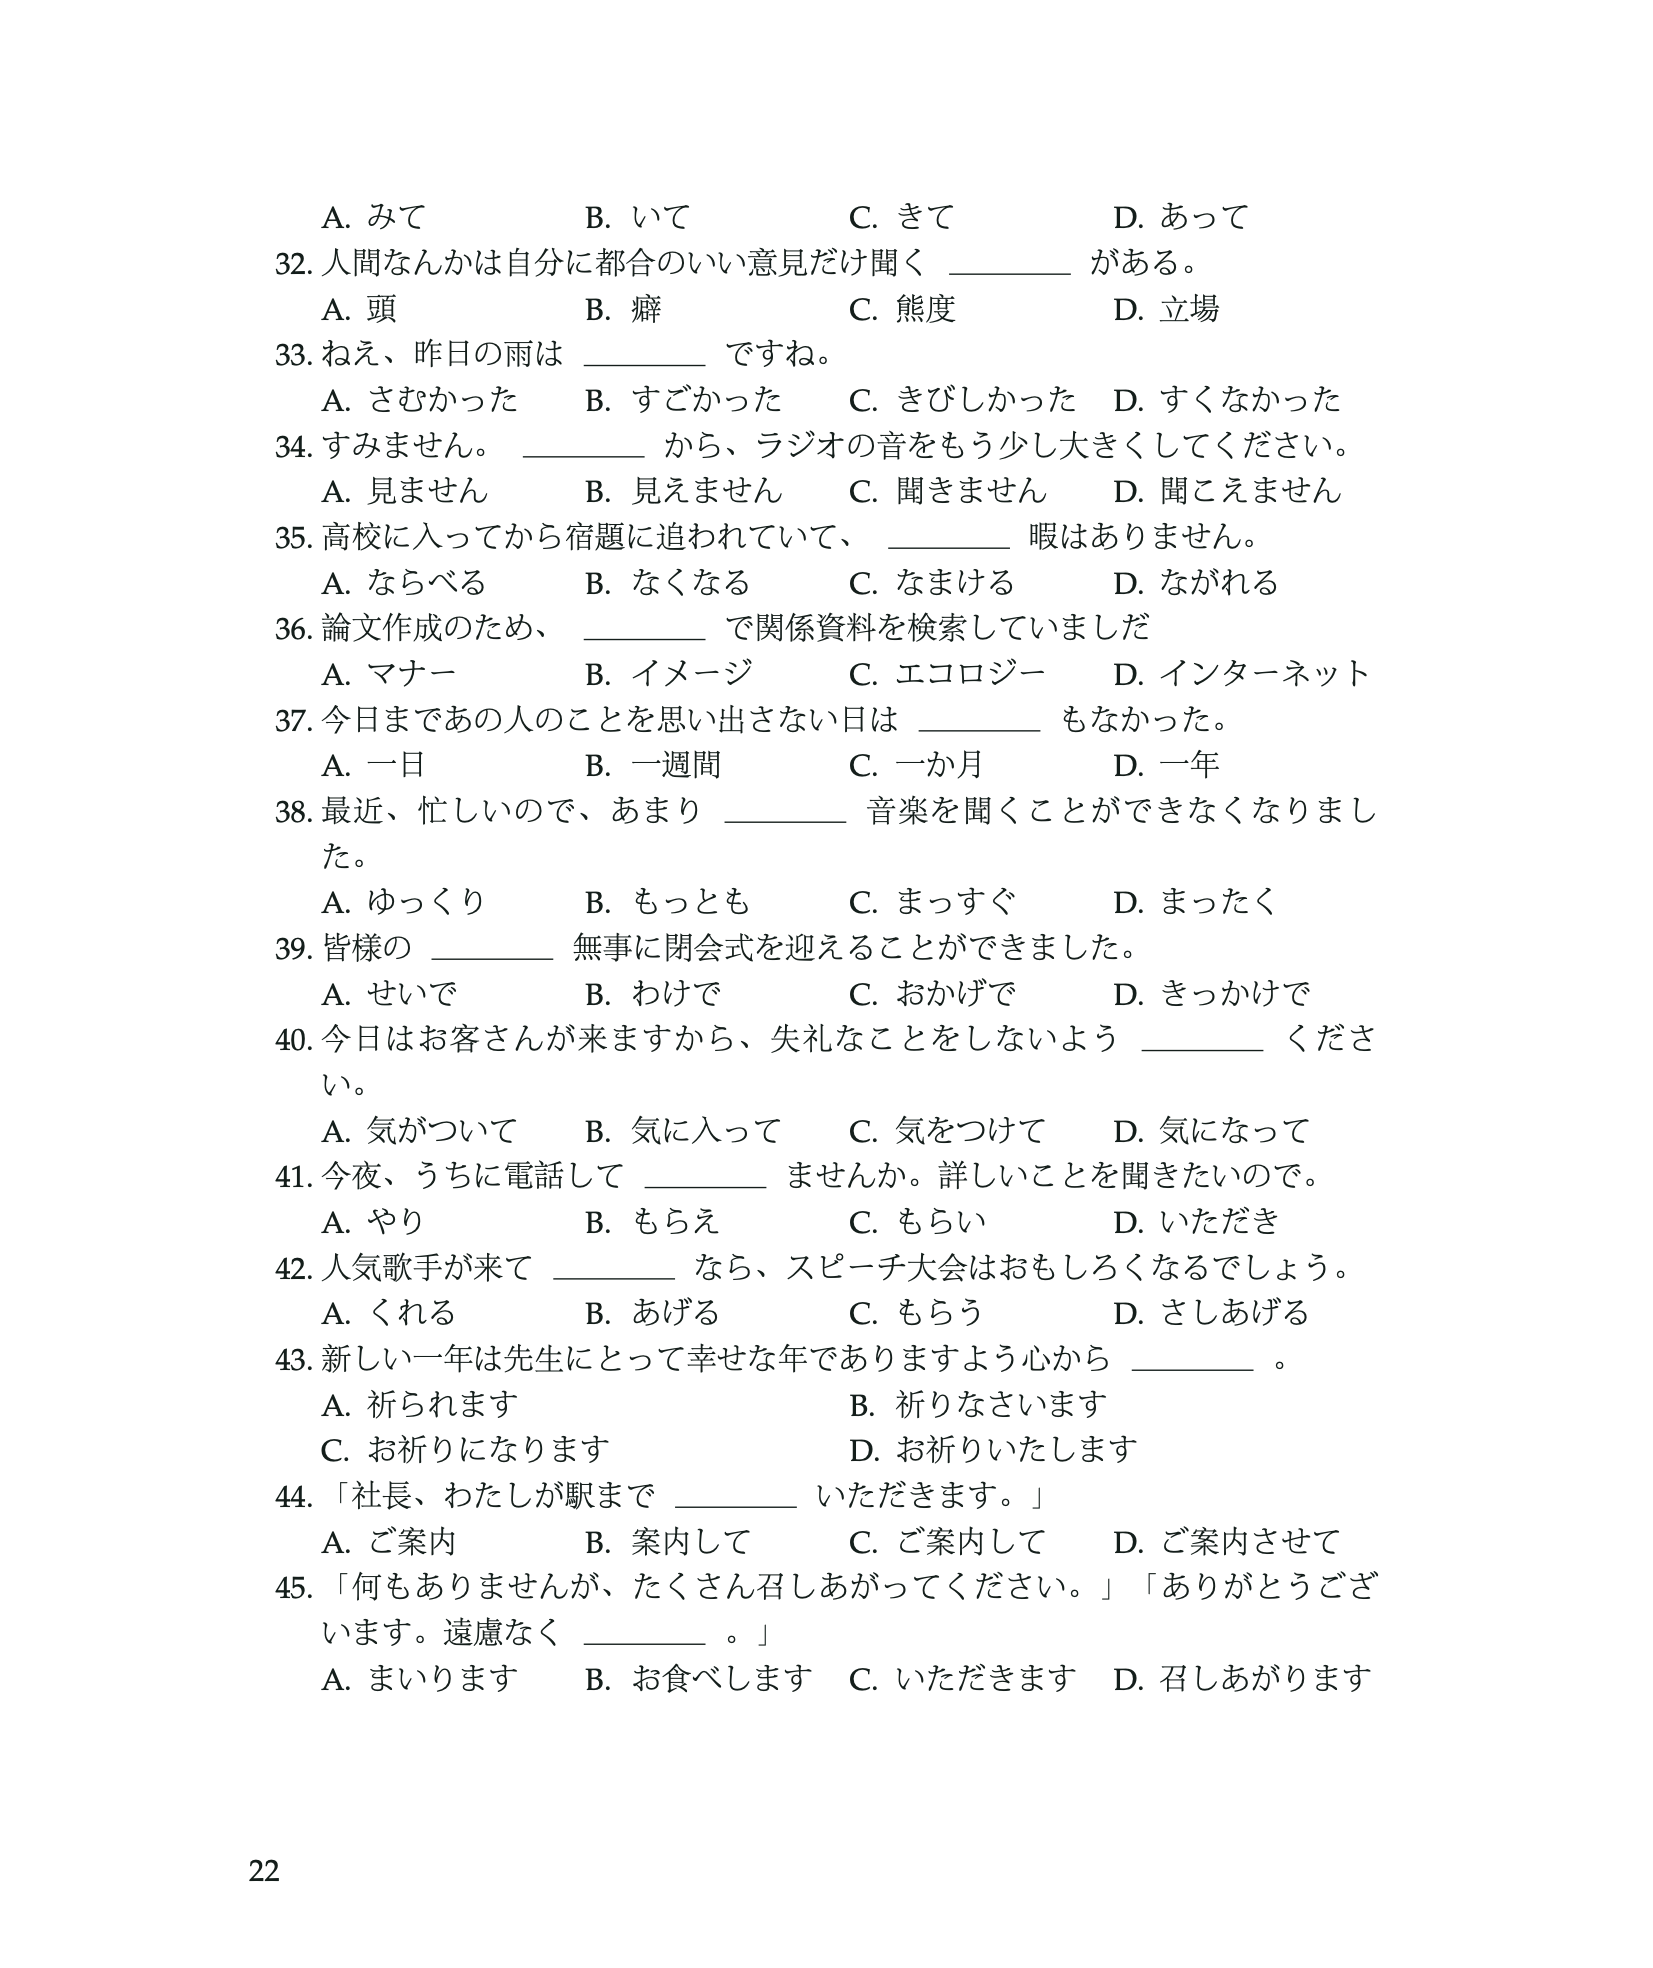 A. みて B. いて C. きて D. あって
32. 人間なんかは自分に都合のいい意見だけ聞く ________ がある。
A. 頭 B. 癖 C. 熊度 D. 立場
33. ねえ、昨日の雨は ________ ですね。
A. さむかった B. すごかった C. きびしかった D. すくなかった
34. すみません。 ________ から、ラジオの音をもう少し大きくしてください。
A. 見ません B. 見えません C. 聞きません D. 聞こえません
35. 高校に入ってから宿題に追われていて、 ________ 暇はありません。
A. ならべる B. なくなる C. なまける D. ながれる
36. 論文作成のため、 ________ で関係資料を検索していましだ
A. マナー B. イメージ C. エコロジー D. インターネット
37. 今日まであの人のことを思い出さない日は ________ もなかった。
A. 一日 B. 一週間 C. 一か月 D. 一年
38. 最近、忙しいので、あまり ________ 音楽を聞くことができなくなりまし
た。
A. ゆっくり B. もっとも C. まっすぐ D. まったく
39. 皆様の ________ 無事に閉会式を迎えることができました。
A. せいで B. わけで C. おかげで D. きっかけで
40. 今日はお客さんが来ますから、失礼なことをしないよう ________ くださ
い。
A. 気がついて B. 気に入って C. 気をつけて D. 気になって
41. 今夜、うちに電話して ________ ませんか。詳しいことを聞きたいので。
A. やり B. もらえ C. もらい D. いただき
42. 人気歌手が来て ________ なら、スピーチ大会はおもしろくなるでしょう。
A. くれる B. あげる C. もらう D. さしあげる
43. 新しい一年は先生にとって幸せな年でありますよう心から ________ 。
A. 祈られます B. 祈りなさいます
C. お祈りになります D. お祈りいたします
44. 「社長、わたしが駅まで ________ いただきます。」
A. ご案内 B. 案内して C. ご案内して D. ご案内させて
45. 「何もありませんが、たくさん召しあがってください。」「ありがとうござ
います。遠慮なく ________ 。」
A. まいります B. お食べします C. いただきます D. 召しあがります
22